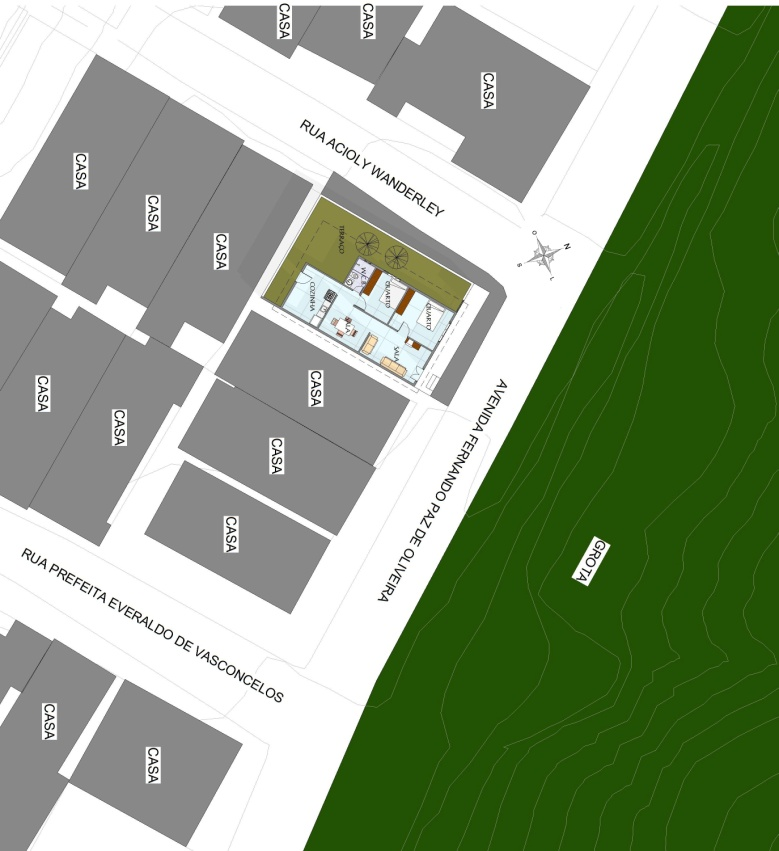 CASA
CASA
CASA
RUA ACIOLY WANDERLEY
CASA
CASA
CASA
TERRAÇO
W.C.B
QUARTO
QUARTO
COZINHA
SALA
SALA
N
O
S
L
CASA
CASA
CASA
CASA
CASA
AVENIDA FERNANDO PAZ DE OLIVEIRA
GROTA
RUA PREFEITA EVERALDO DE VASCONCELOS
CASA
CASA